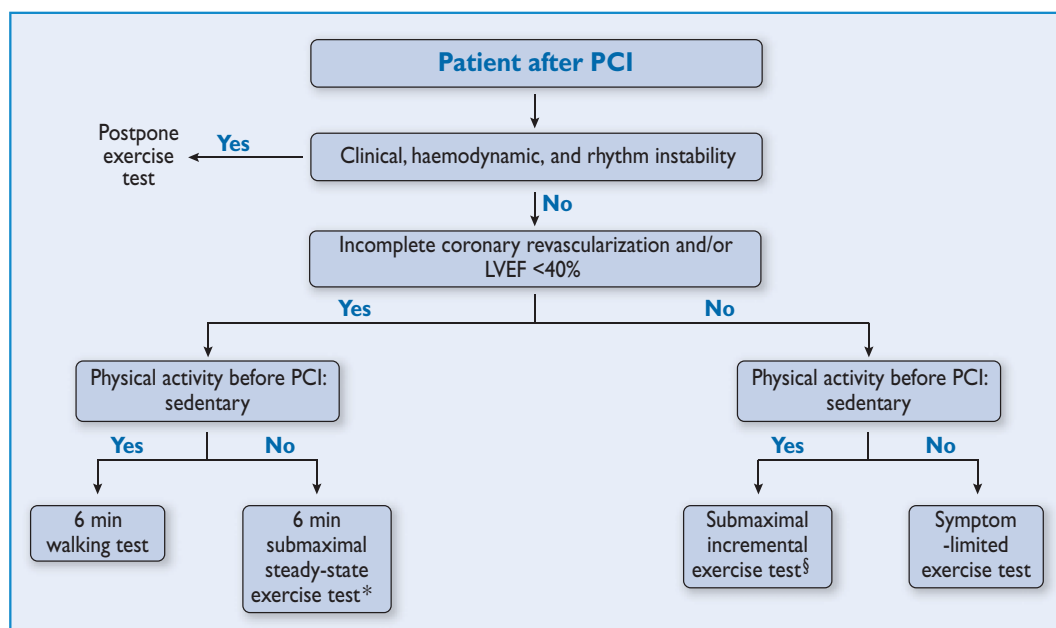 Patient after PCI
Postpone
exercise
test
Yes
Clinical, haemodynamic, and rhythm instability
No
Incomplete coronary revascularization and/or
LVEF <40%
Yes
No
Physical activity before PCI:
sedentary
Physical activity before PCI:
sedentary
Yes
No
Yes
No
6 min
walking test
6 min
submaximal
steady-state
exercise test*
Submaximal
incremental
exercise test§
Symptom
-limited
exercise test